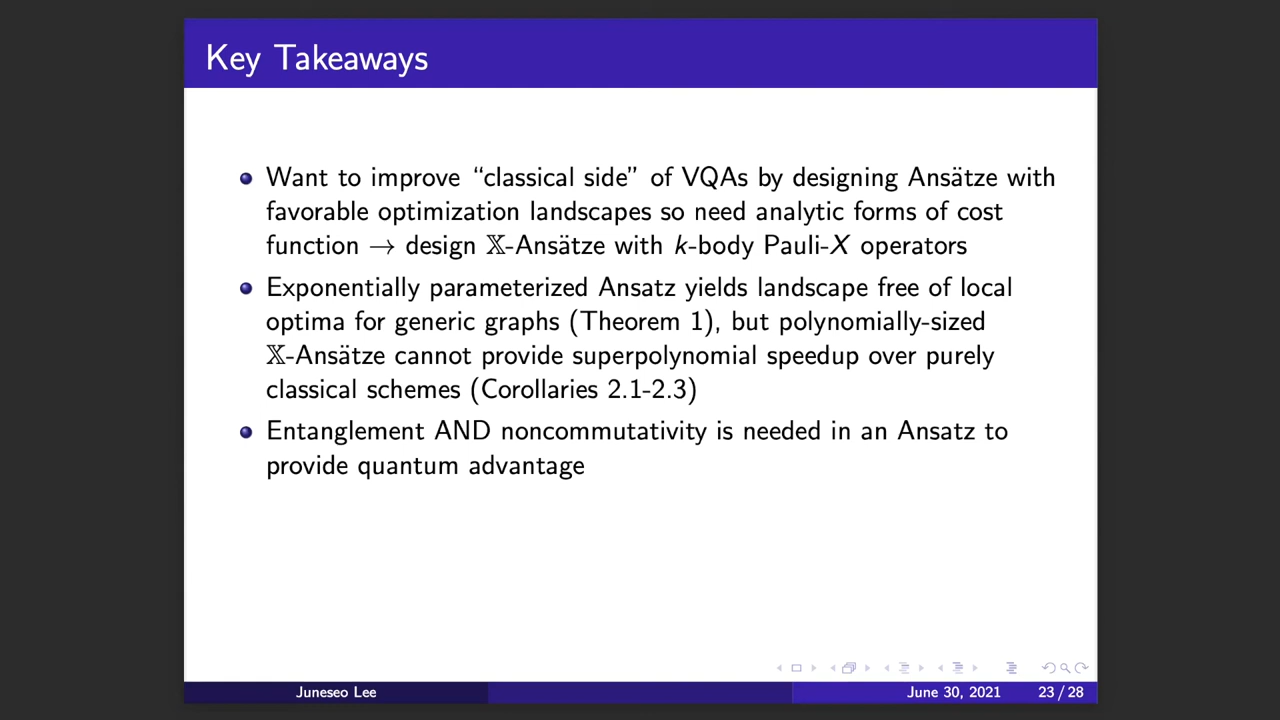 Key Takeaways
Want to improve “classical side” of VQAs by designing Ansätze with
favorable optimization landscapes so need analytic forms of cost
function → design 𝕏-Ansätze with k-body Pauli-X operators
Exponentially parameterized Ansatz yields landscape free of local
optima for generic graphs (Theorem 1), but polynomially-sized
𝕏-Ansätze cannot provide superpolynomial speedup over purely
classical schemes (Corollaries 2.1-2.3)
Entanglement AND noncommutativity is needed in an Ansatz to
provide quantum advantage
Juneseo Lee
June 30, 2021
23 / 28